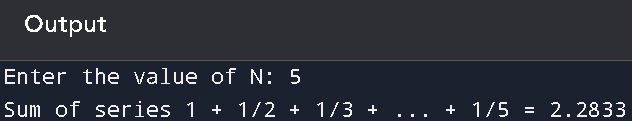 Output
Enter the value of N: 5
Sum of series 1 + 1/2 + 1/3 + ... + 1/5 = 2.2833